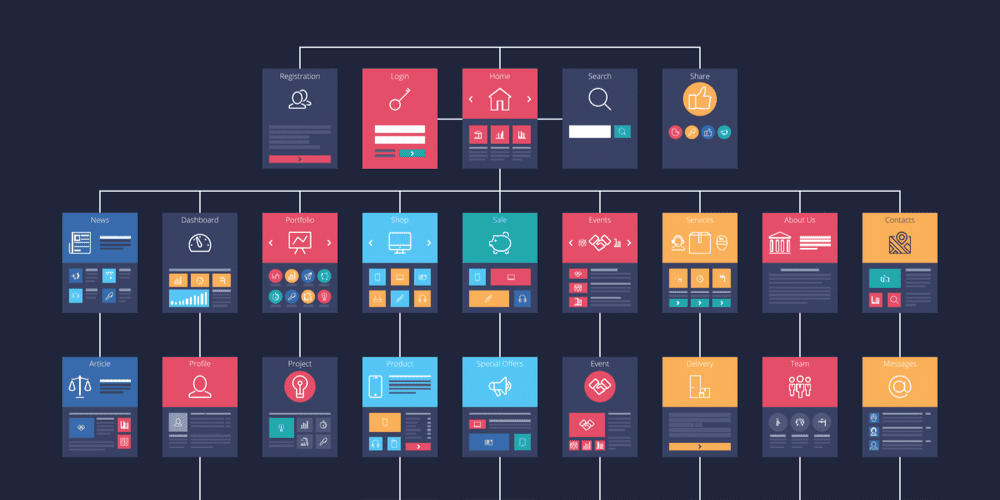 Registration
Login
Home
Search
Share
News
Dashboard
Portfolio
Shop
Sale
Events
Services
About Us
Contacts
Article
Profile
Project
Product
Special Offers
Event
Delivery
Team
Messages